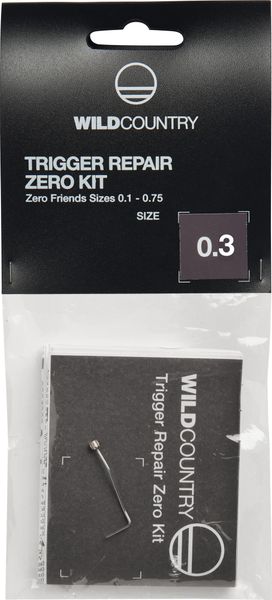 WILDCOUNTRY
TRIGGER REPAIR
ZERO KIT
Zero Friends Sizes 0.1 - 0.75
SIZE
0.3
WILDCOUNTRY
Trigger Repair Zero Kit